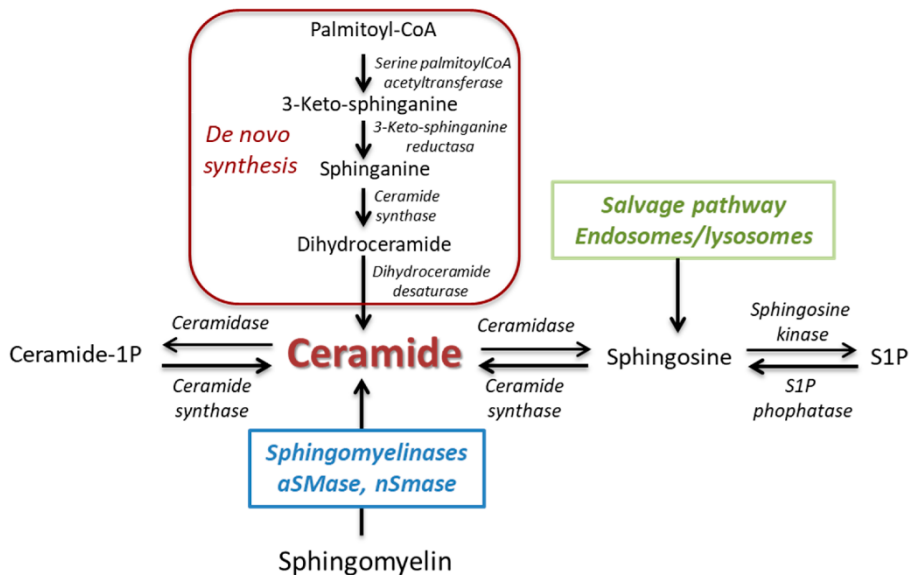 Palmitoyl-CoA
Serine palmitoylCoA
acetyltransferase
3-Keto-sphinganine
3-Keto-sphinganine
reductasa
De novo
synthesis
Sphinganine
Ceramide
synthase
Dihydroceramide
Dihydroceramide
desaturase
Salvage pathway
Endosomes/lysosomes
Ceramidase
Ceramidase
Sphingosine
kinase
Ceramide-1P
Ceramide
Sphingosine
S1P
Ceramide
synthase
Ceramide
synthase
S1P
phophatase
Sphingomyelinases
aSMase, nSmase
Sphingomyelin